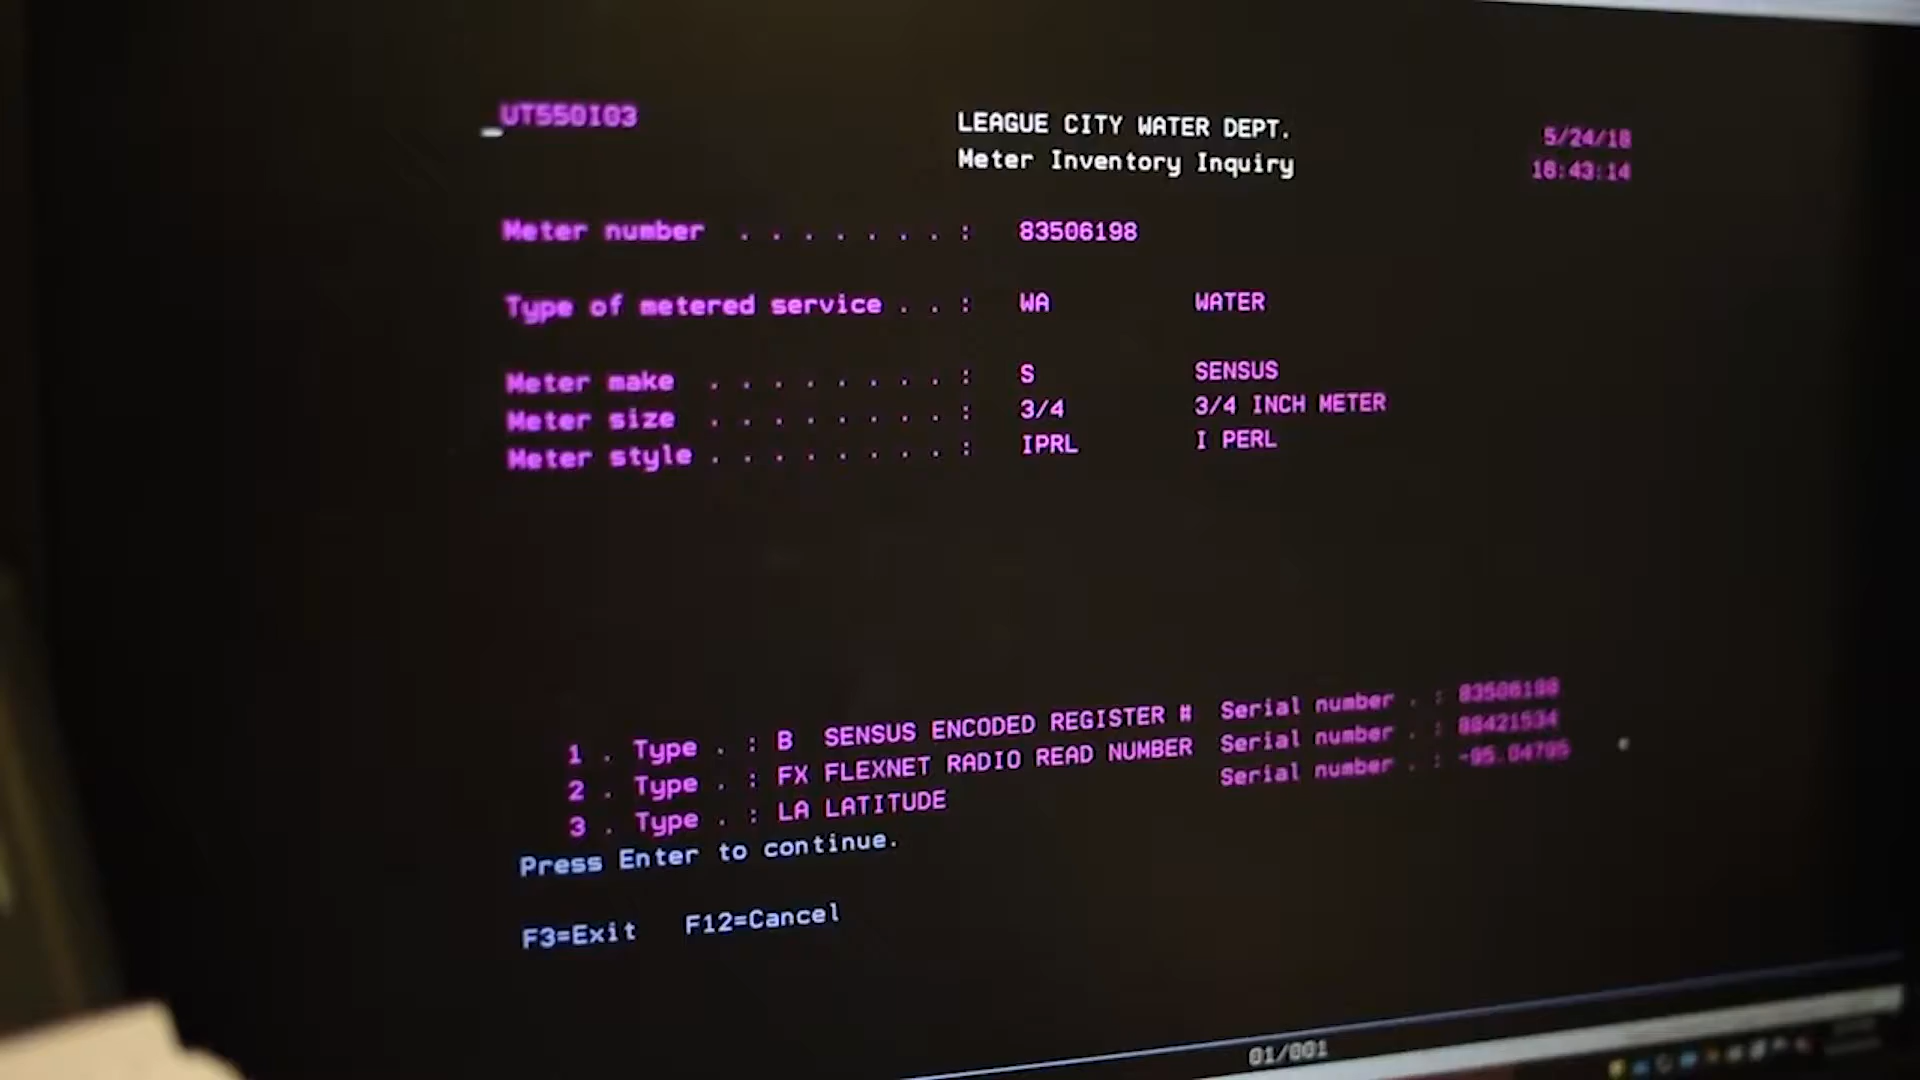 UT550I03 LEAGUE CITY WATER DEPT. 5/24/18
Meter Inventory Inquiry 18:43:14
Meter number . . . . . . . : 83506198
Type of metered service . . : WA WATER
Meter make . . . . . . . . : S SENSUS
Meter size . . . . . . . . : 3/4 3/4 INCH METER
Meter style . . . . . . . . : IPRL I PERL
1 . Type . : B SENSUS ENCODED REGISTER # Serial number . : 83506198
2 . Type . : FX FLEXNET RADIO READ NUMBER Serial number . : 
3 . Type . : LA LATITUDE Serial number . : 
Press Enter to continue.
F3=Exit F12=Cancel
01/001